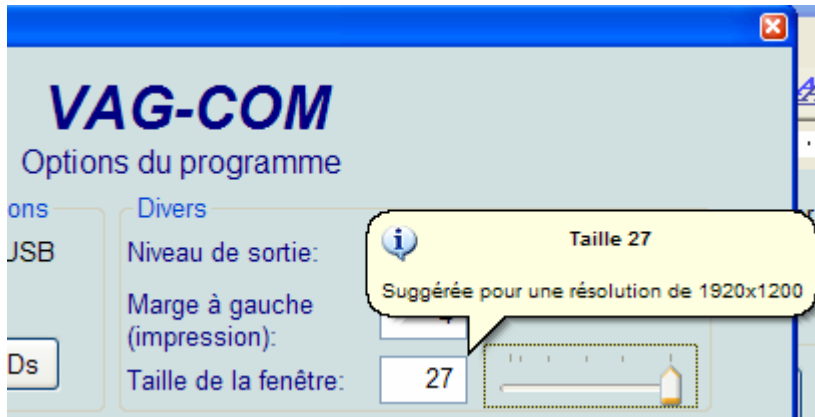 VAG-COM
Options du programme
ons
Divers
USB
Niveau de sortie:
Taille 27
Suggérée pour une résolution de 1920x1200
Marge à gauche
(impression):
Ds
Taille de la fenêtre:
27